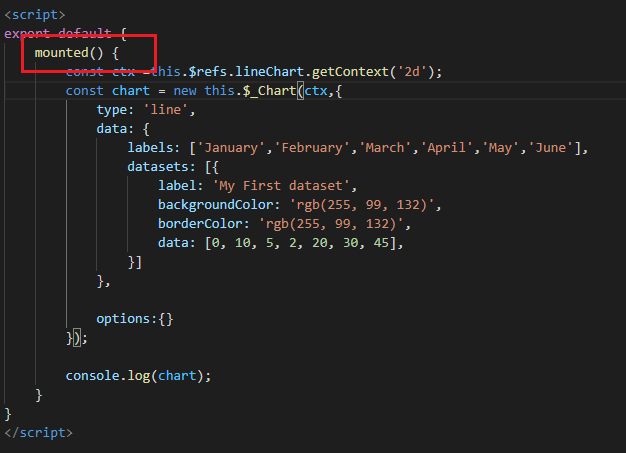 <script>
export default {
    mounted() {
        const ctx =this.$refs.lineChart.getContext('2d');
        const chart = new this.$_Chart(ctx,{
            type: 'line',
            data: {
                labels: ['January','February','March','April','May','June'],
                datasets: [{
                    label: 'My First dataset',
                    backgroundColor: 'rgb(255, 99, 132)',
                    borderColor: 'rgb(255, 99, 132)',
                    data: [0, 10, 5, 2, 20, 30, 45],
                }]
            },
            options:{}
        });
        console.log(chart);
    }
}
</script>